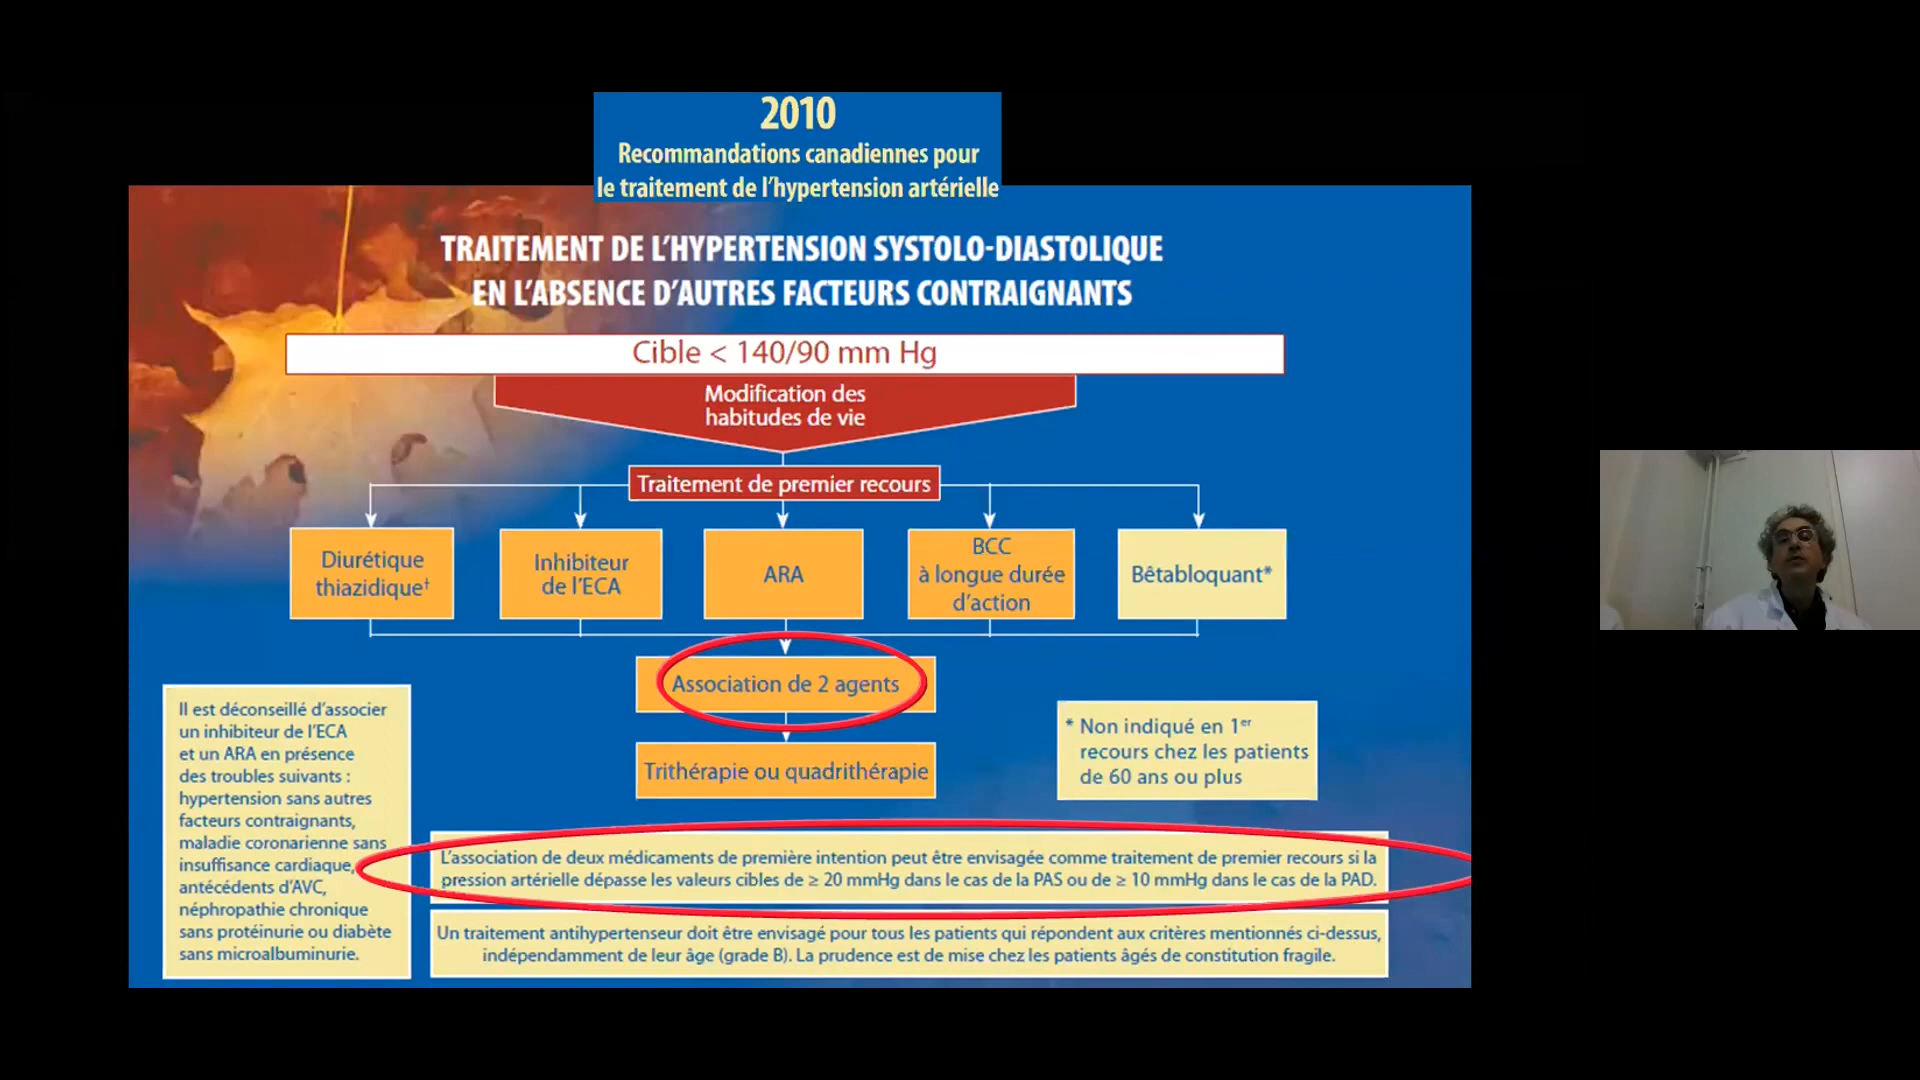 2010
Recommandations canadiennes pour
le traitement de l'hypertension artérielle
TRAITEMENT DE L'HYPERTENSION SYSTOLO-DIASTOLIQUE
EN L'ABSENCE D'AUTRES FACTEURS CONTRAIGNANTS
Cible < 140/90 mm Hg
Modification des
habitudes de vie
Traitement de premier recours
Diurétique
thiazidique†
Inhibiteur
de l'ECA
ARA
BCC
à longue durée
d'action
Bêtabloquant*
Association de 2 agents
Trithérapie ou quadrithérapie
Il est déconseillé d'associer
un inhibiteur de l'ECA
et un ARA en présence
des troubles suivants :
hypertension sans autres
facteurs contraignants,
maladie coronarienne sans
insuffisance cardiaque,
antécédents d'AVC,
néphropathie chronique
sans protéinurie ou diabète
sans microalbuminurie.
* Non indiqué en 1er
recours chez les patients
de 60 ans ou plus
L'association de deux médicaments de première intention peut être envisagée comme traitement de premier recours si la
pression artérielle dépasse les valeurs cibles de ≥ 20 mmHg dans le cas de la PAS ou de ≥ 10 mmHg dans le cas de la PAD.
Un traitement antihypertenseur doit être envisagé pour tous les patients qui répondent aux critères mentionnés ci-dessus,
indépendamment de leur âge (grade B). La prudence est de mise chez les patients âgés de constitution fragile.